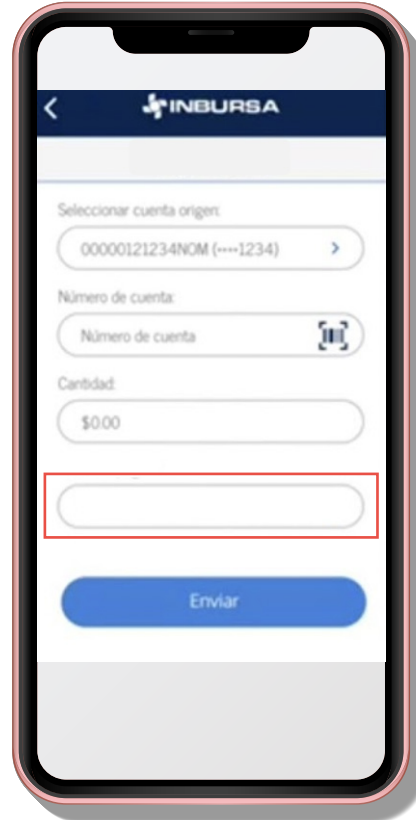 INBURSA
Seleccionar cuenta origen:
00000121234NOM (····1234)
Número de cuenta:
Número de cuenta
Cantidad:
$0.00
Enviar